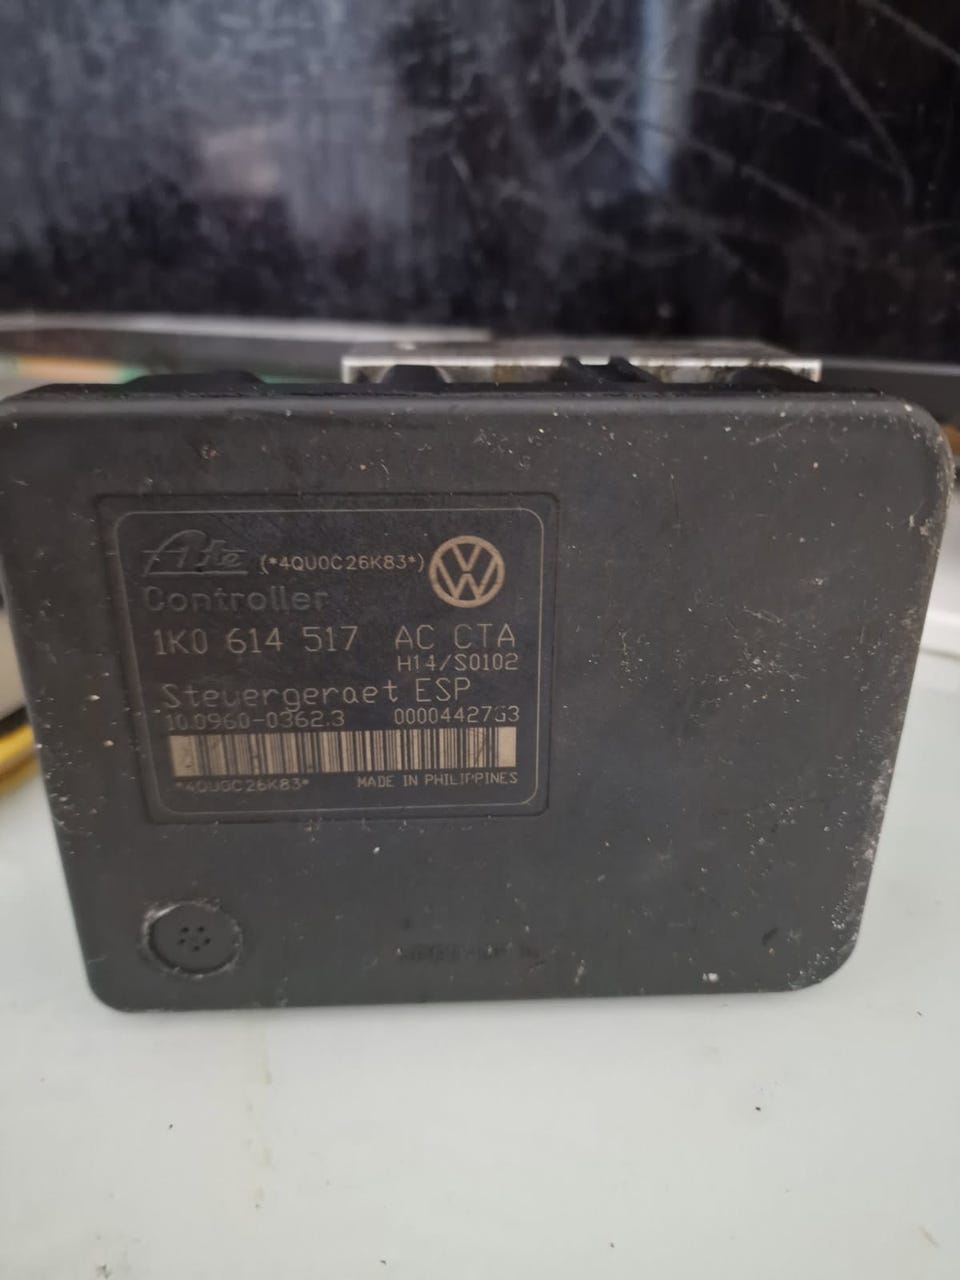 Ate (*4QU0C26K83*)
Controller
1K0 614 517 AC CTA
H14/S0102
Steuergeraet ESP
10.0960-0362.3 0000442763
*4QU0C26K83* MADE IN PHILIPPINES